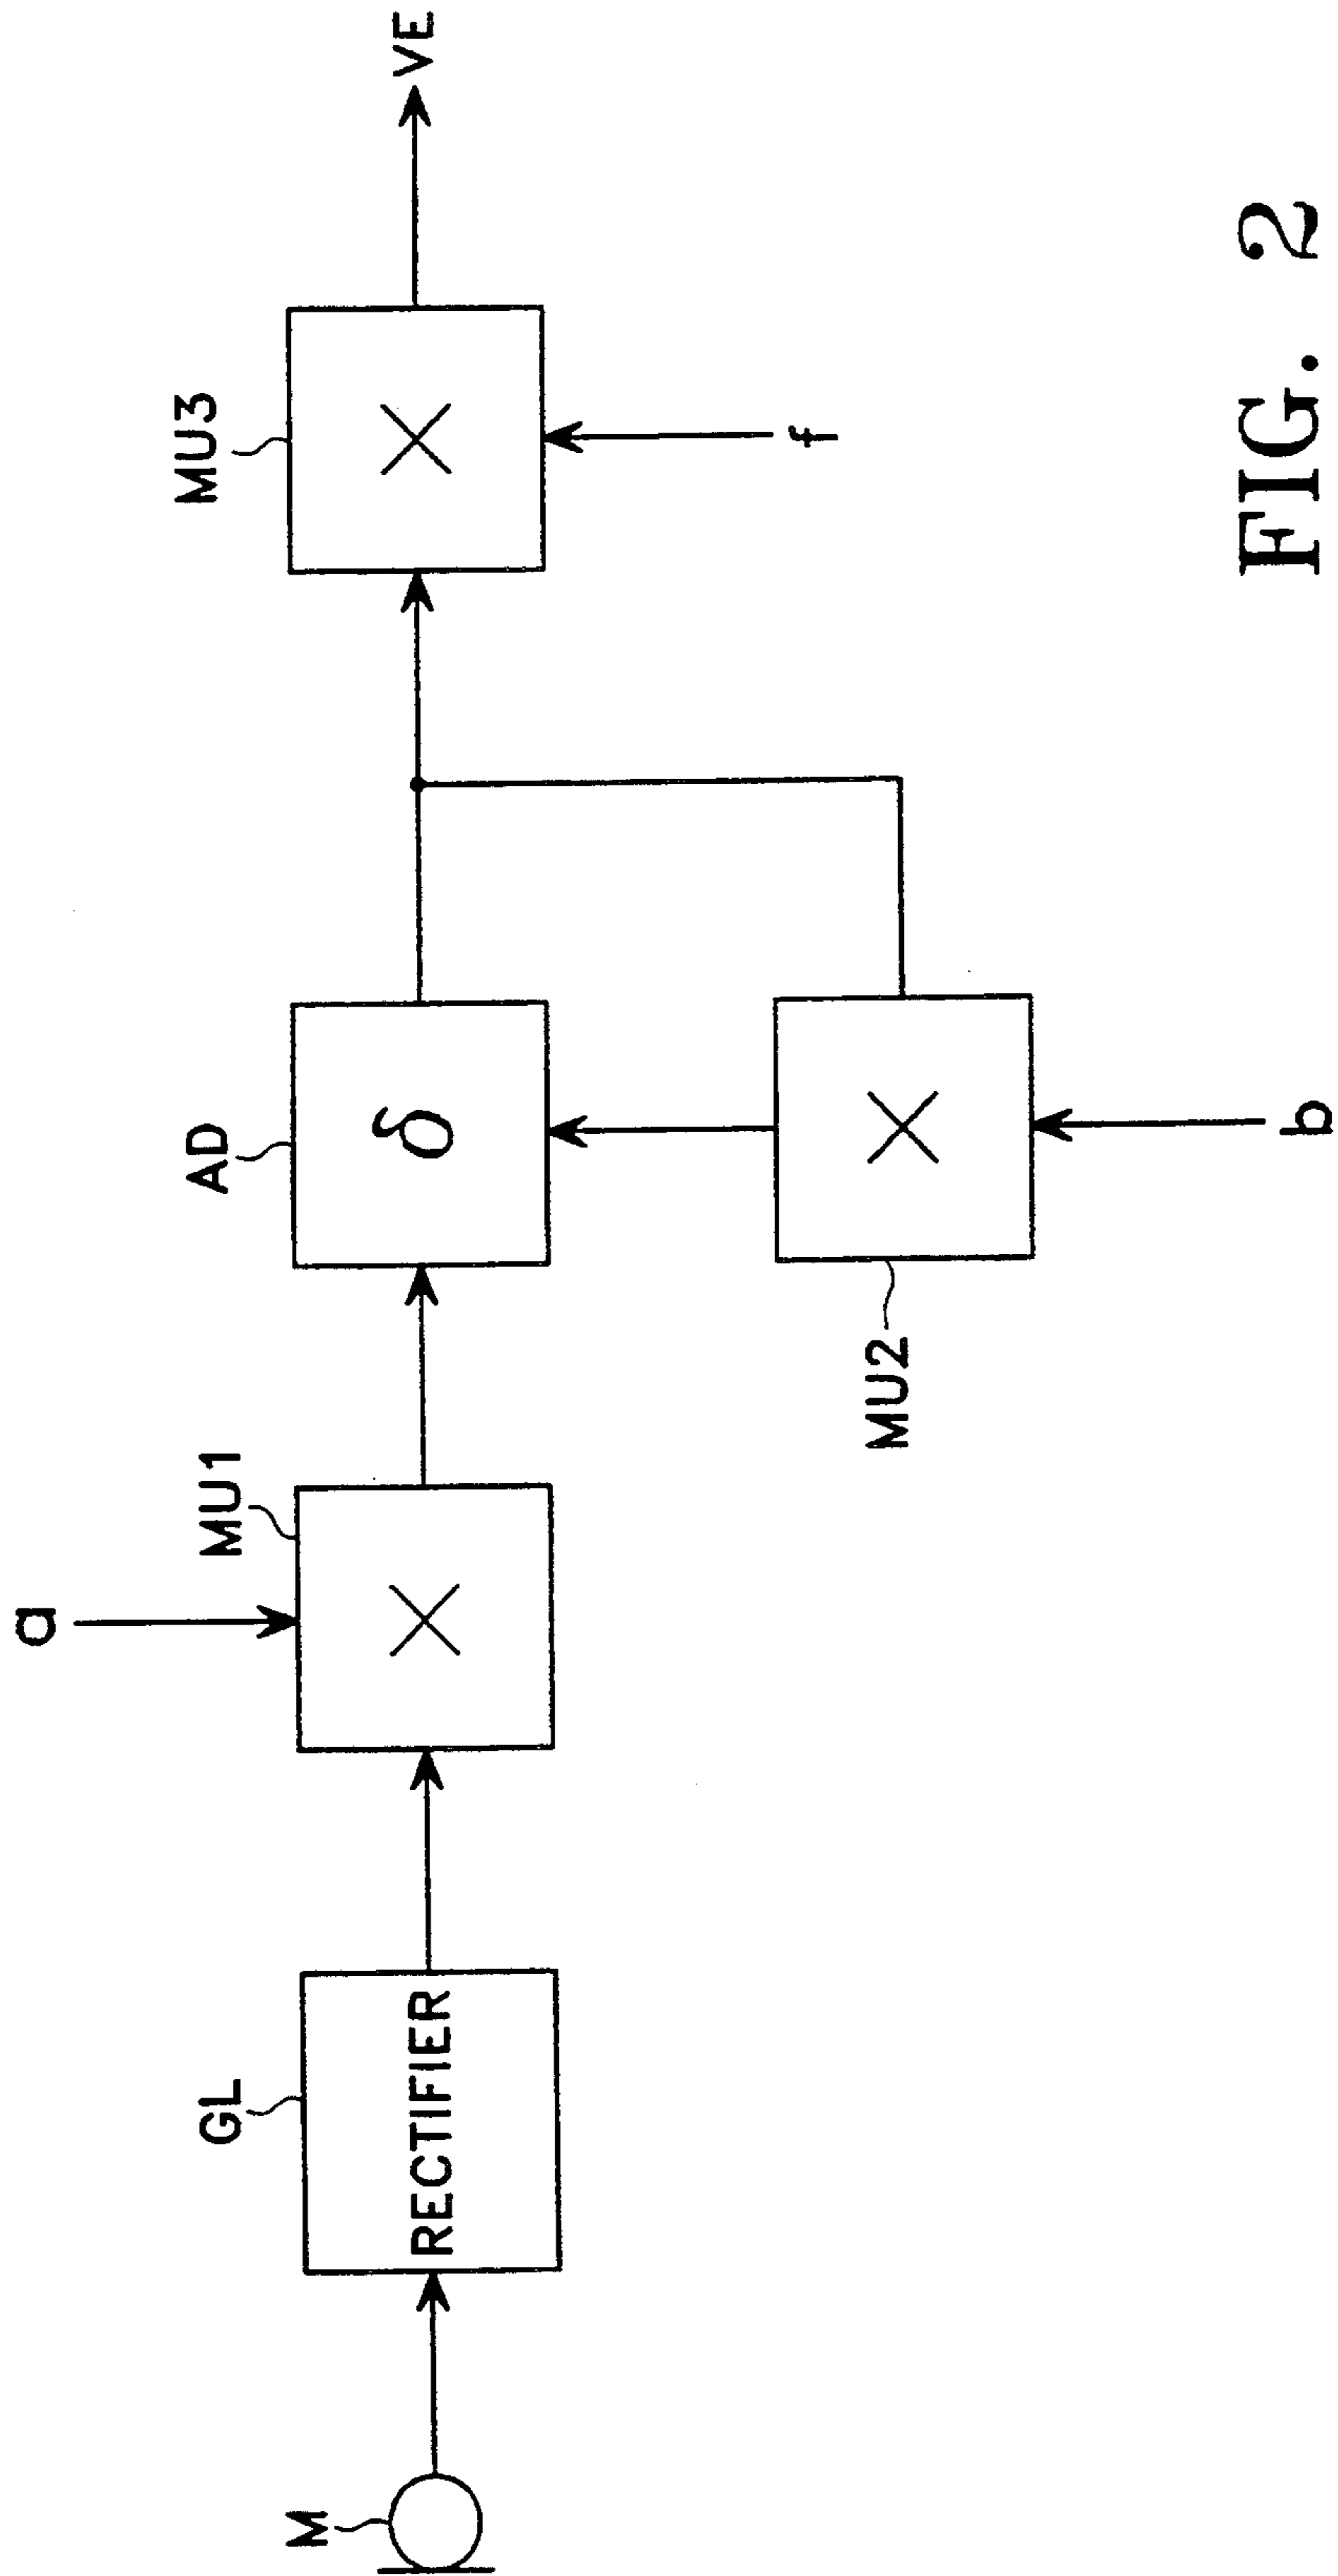 a
MU1
AD
MU3
GL
M
RECTIFIER
×
δ
×
VE
×
MU2
b
f
FIG. 2